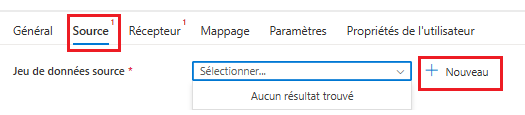 Général Source 1 Récepteur 1 Mappage Paramètres Propriétés de l'utilisateur
Jeu de données source * Sélectionner... + Nouveau
Aucun résultat trouvé